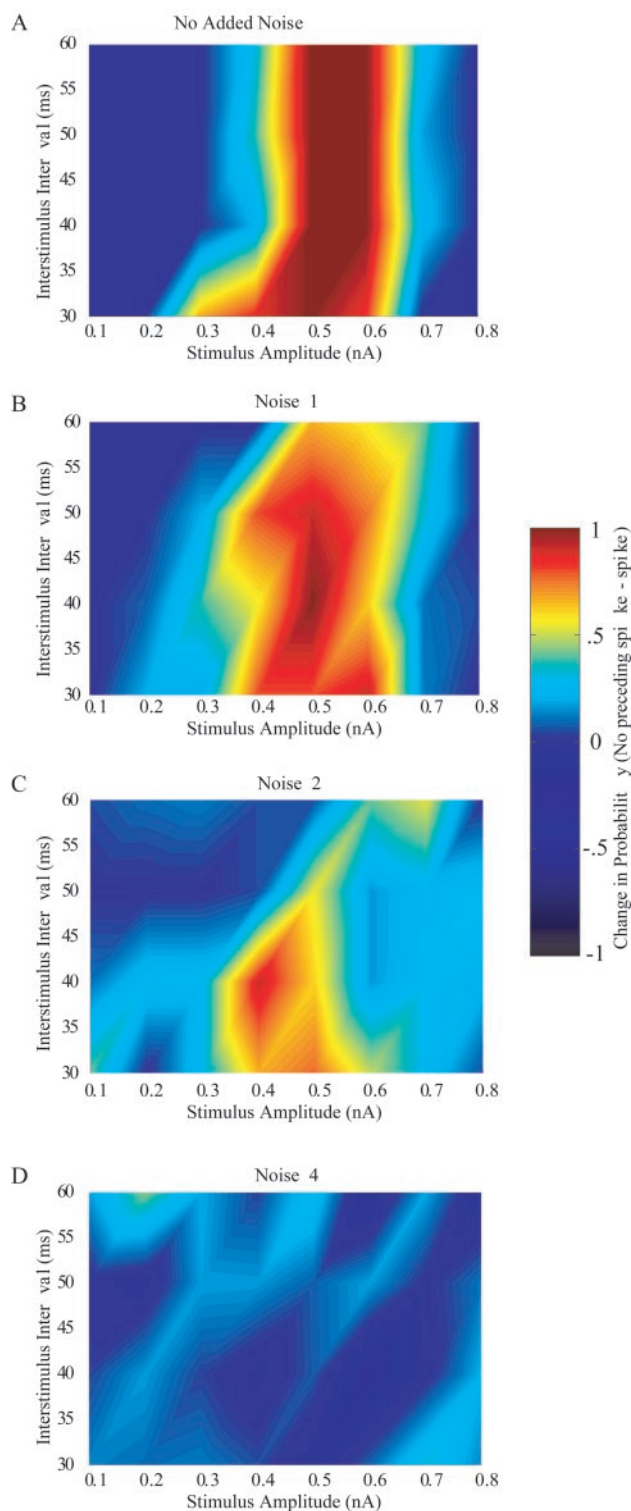 A
No Added Noise
Interstimulus Inter val (ms)
60
55
50
45
40
35
30
0.1 0.2 0.3 0.4 0.5 0.6 0.7 0.8
Stimulus Amplitude (nA)
B
Noise 1
Interstimulus Inter val (ms)
60
55
50
45
40
35
30
0.1 0.2 0.3 0.4 0.5 0.6 0.7 0.8
Stimulus Amplitude (nA)
1
.5
0
-.5
-1
Change in Probabilit y (No preceding spi ke - spi ke)
C
Noise 2
Interstimulus Inter val (ms)
60
55
50
45
40
35
30
0.1 0.2 0.3 0.4 0.5 0.6 0.7 0.8
Stimulus Amplitude (nA)
D
Noise 4
Interstimulus Inter val (ms)
60
55
50
45
40
35
30
0.1 0.2 0.3 0.4 0.5 0.6 0.7 0.8
Stimulus Amplitude (nA)